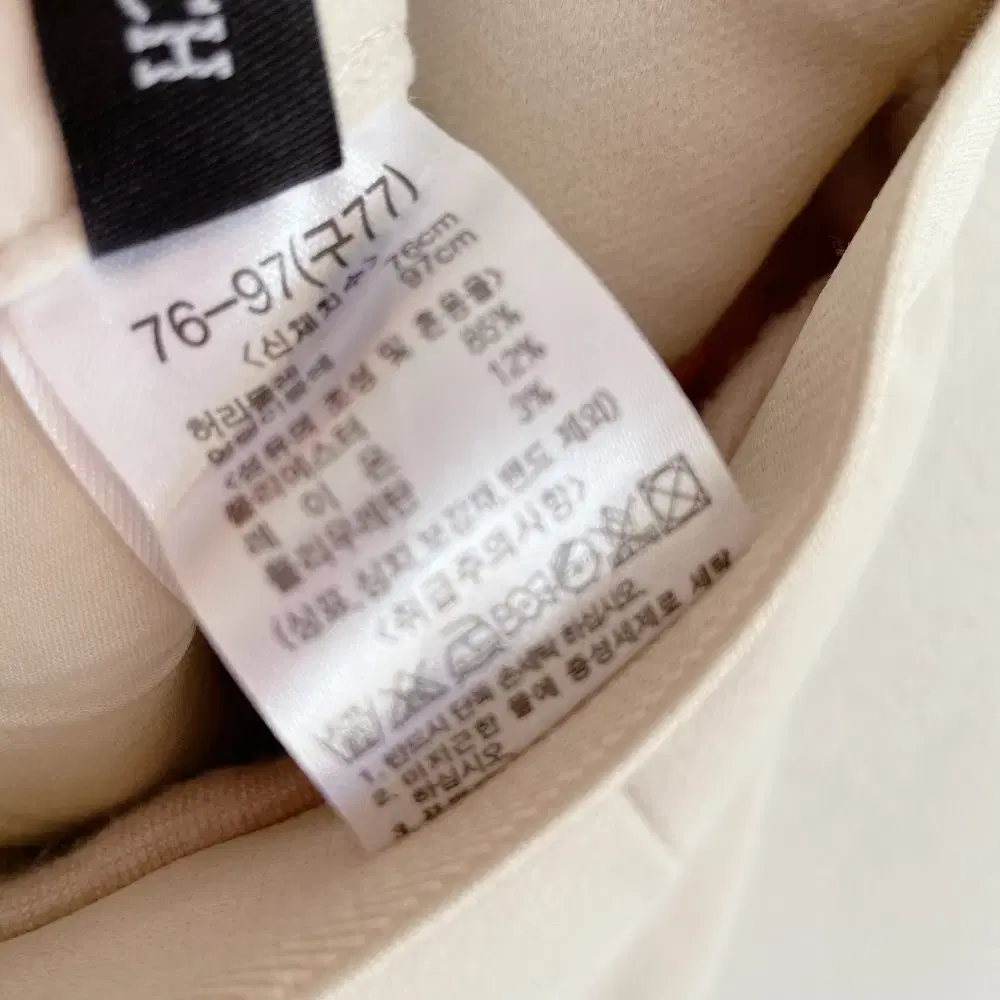 CH
76-97(구77)
<신체치수>
허리둘레 76cm
엉덩이둘레 97cm
<섬유의 조성 및 혼용율>
폴리에스터 85%
레이온 12%
폴리우레탄 3%
(상표, 심지, 보강재, 밴드 제외)
<취급주의사항>
1. 반드시 단독 손세탁 하십시오
2. 미지근한 물에 중성세제로 세탁
하십시오